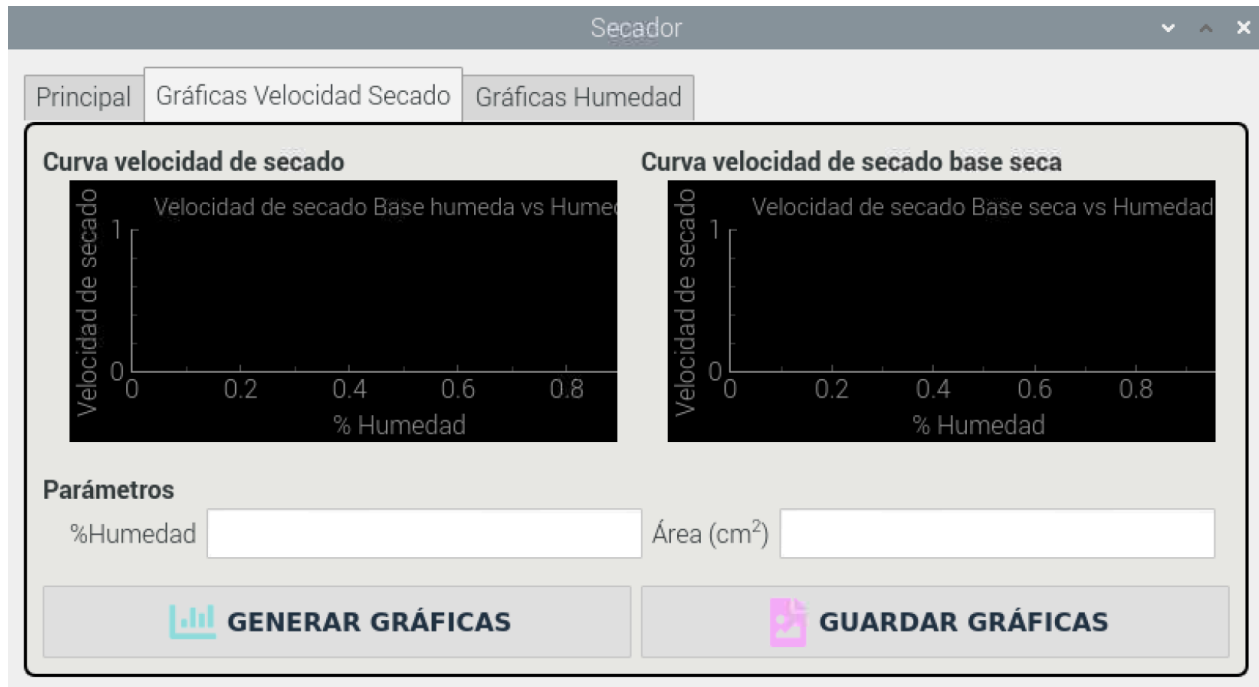 Secador
Principal
Gráficas Velocidad Secado
Gráficas Humedad
Curva velocidad de secado
Velocidad de secado Base humeda vs Humed
Velocidad de secado
1
0
0 0.2 0.4 0.6 0.8
% Humedad
Curva velocidad de secado base seca
Velocidad de secado Base seca vs Humedad
Velocidad de secado
1
0
0 0.2 0.4 0.6 0.8
% Humedad
Parámetros
%Humedad
Área (cm²)
GENERAR GRÁFICAS
GUARDAR GRÁFICAS